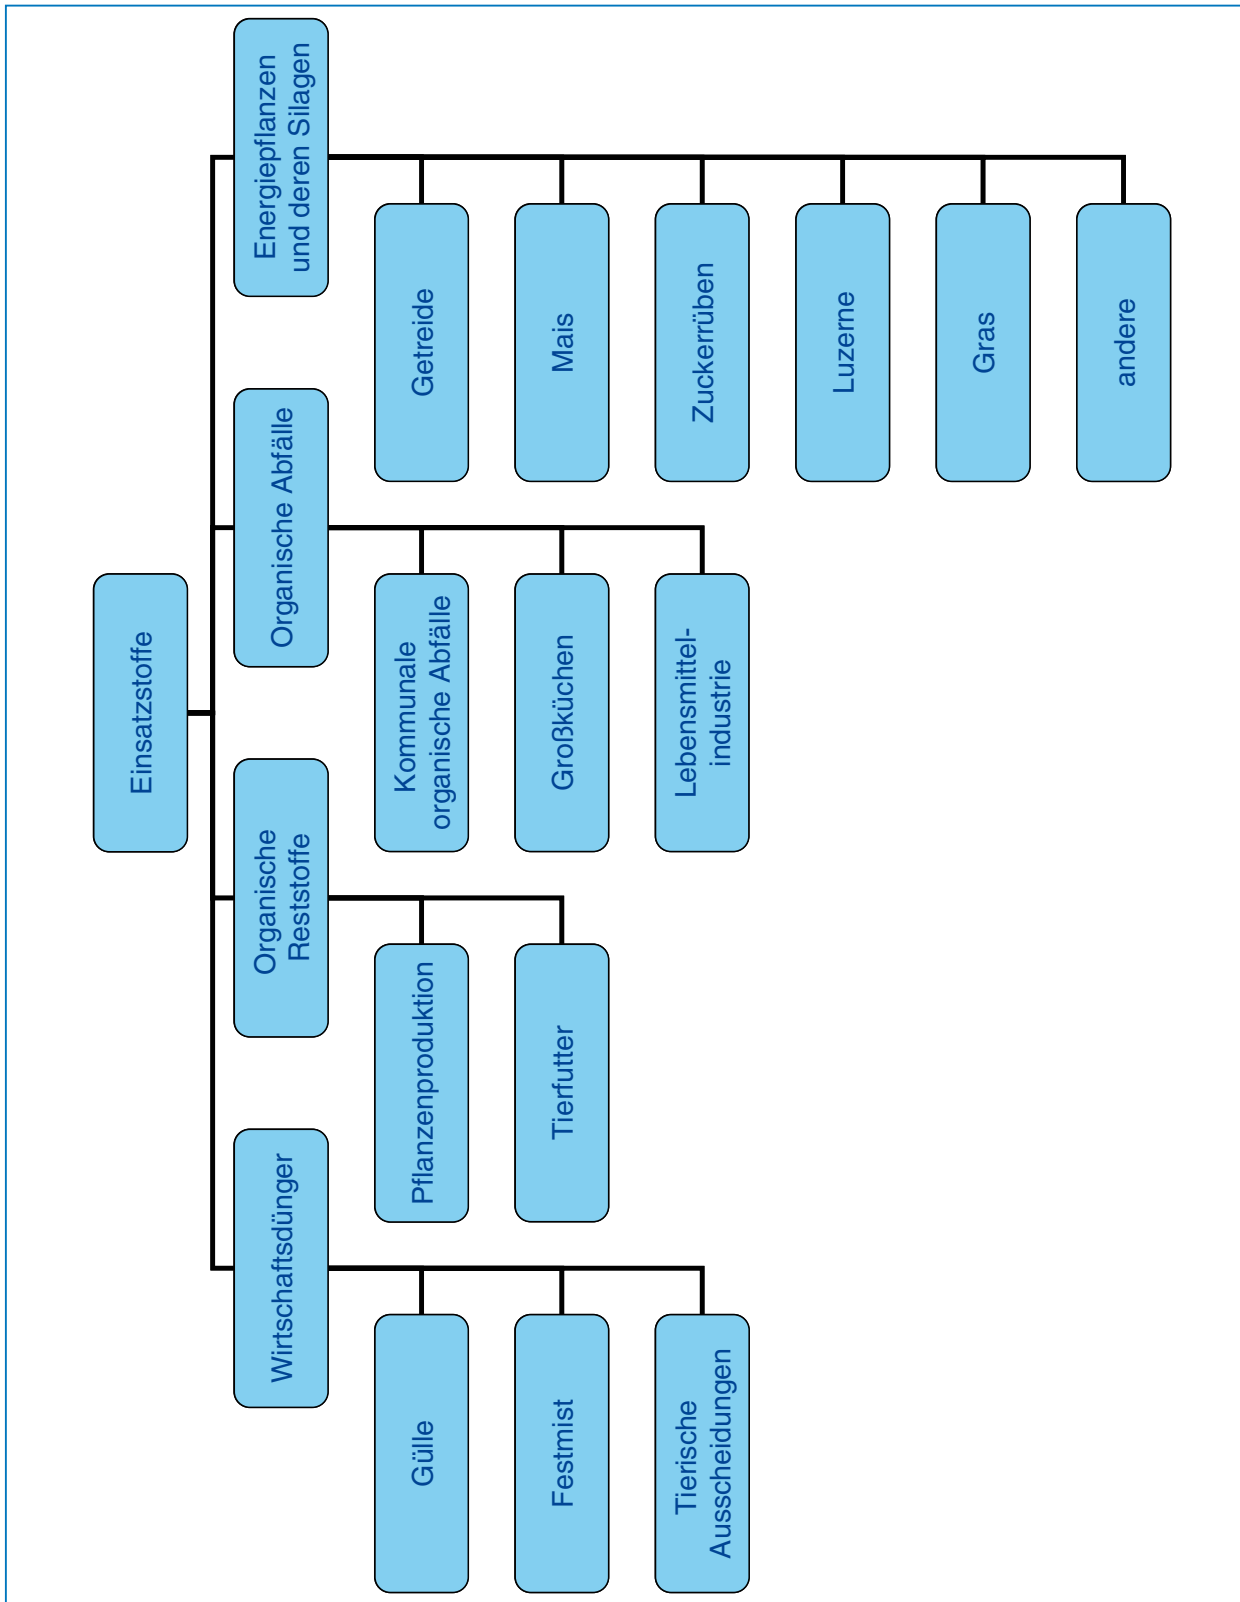 Einsatzstoffe
Wirtschaftsdünger
Gülle
Festmist
Tierische
Ausscheidungen
Organische
Reststoffe
Pflanzenproduktion
Tierfutter
Organische Abfälle
Kommunale
organische Abfälle
Großküchen
Lebensmittel-
industrie
Energiepflanzen
und deren Silagen
Getreide
Mais
Zuckerrüben
Luzerne
Gras
andere